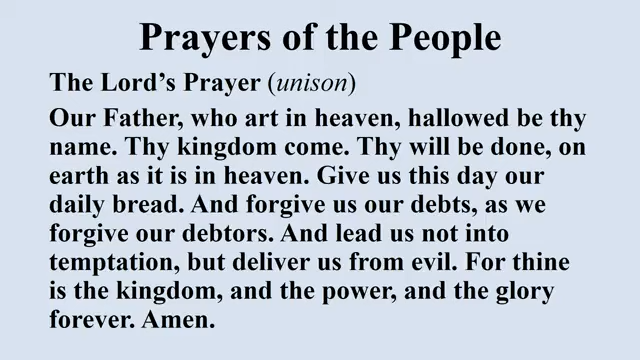 Prayers of the People
The Lord’s Prayer (unison)
Our Father, who art in heaven, hallowed be thy
name. Thy kingdom come. Thy will be done, on
earth as it is in heaven. Give us this day our
daily bread. And forgive us our debts, as we
forgive our debtors. And lead us not into
temptation, but deliver us from evil. For thine
is the kingdom, and the power, and the glory
forever. Amen.